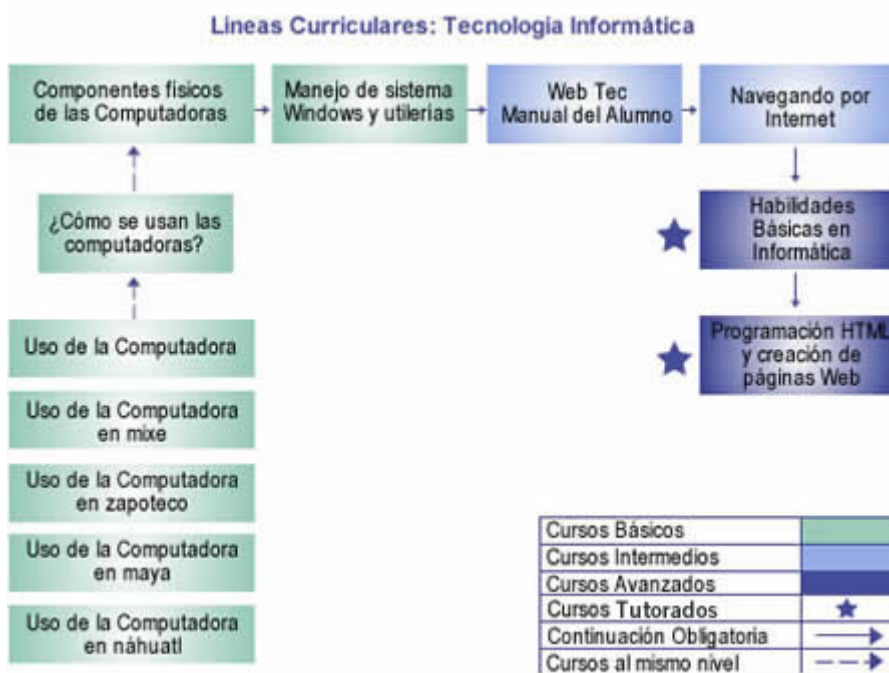 Lineas Curriculares: Tecnología Informática
Componentes físicos
de las Computadoras
Manejo de sistema
Windows y utilerías
Web Tec
Manual del Alumno
Navegando por
Internet
¿Cómo se usan las
computadoras?
Habilidades
Básicas en
Informática
Uso de la Computadora
Programación HTML
y creación de
páginas Web
Uso de la Computadora
en mixe
Uso de la Computadora
en zapoteco
Uso de la Computadora
en maya
Uso de la Computadora
en náhuatl
Cursos Básicos
Cursos Intermedios
Cursos Avanzados
Cursos Tutorados
Continuación Obligatoria
Cursos al mismo nivel